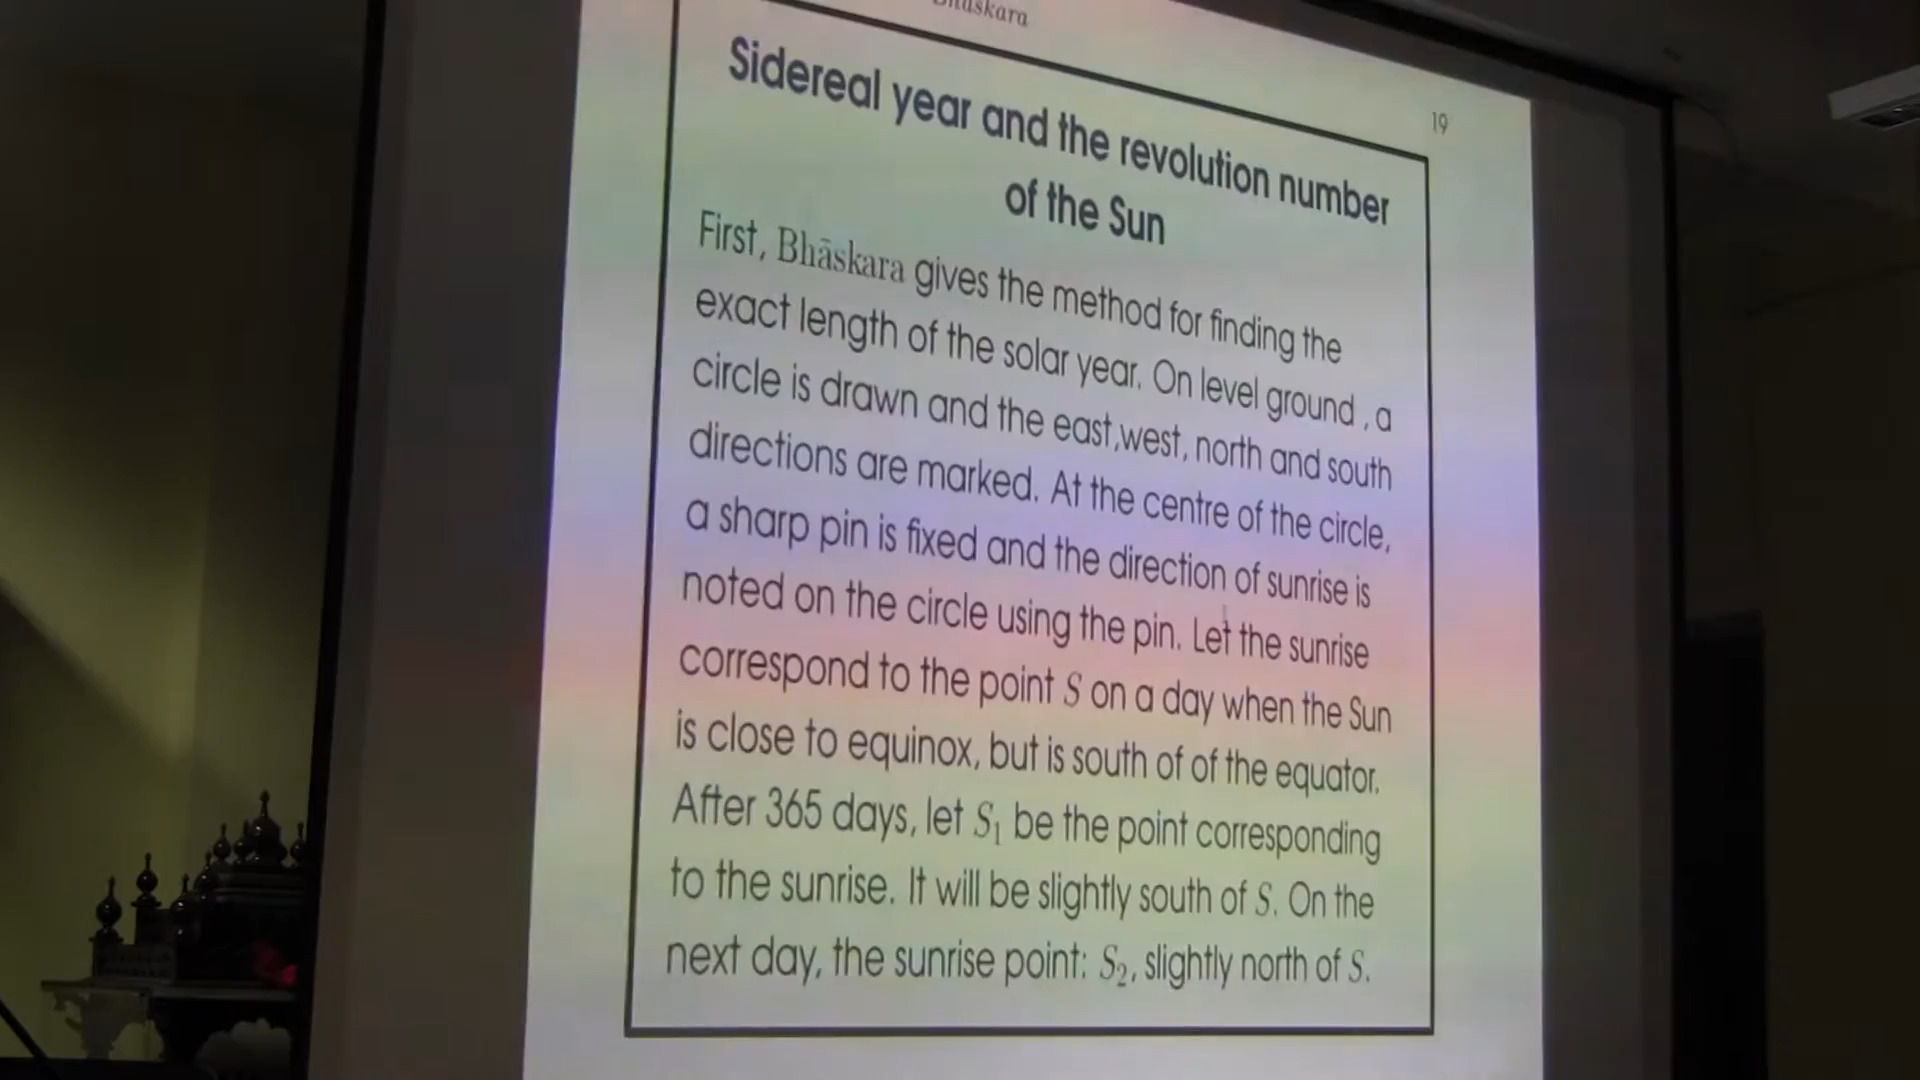 Bhāskara
19
Sidereal year and the revolution number
of the Sun
First, Bhāskara gives the method for finding the
exact length of the solar year. On level ground , a
circle is drawn and the east,west, north and south
directions are marked. At the centre of the circle,
a sharp pin is fixed and the direction of sunrise is
noted on the circle using the pin. Let the sunrise
correspond to the point S on a day when the Sun
is close to equinox, but is south of of the equator.
After 365 days, let S₁ be the point corresponding
to the sunrise. It will be slightly south of S. On the
next day, the sunrise point: S₂, slightly north of S.